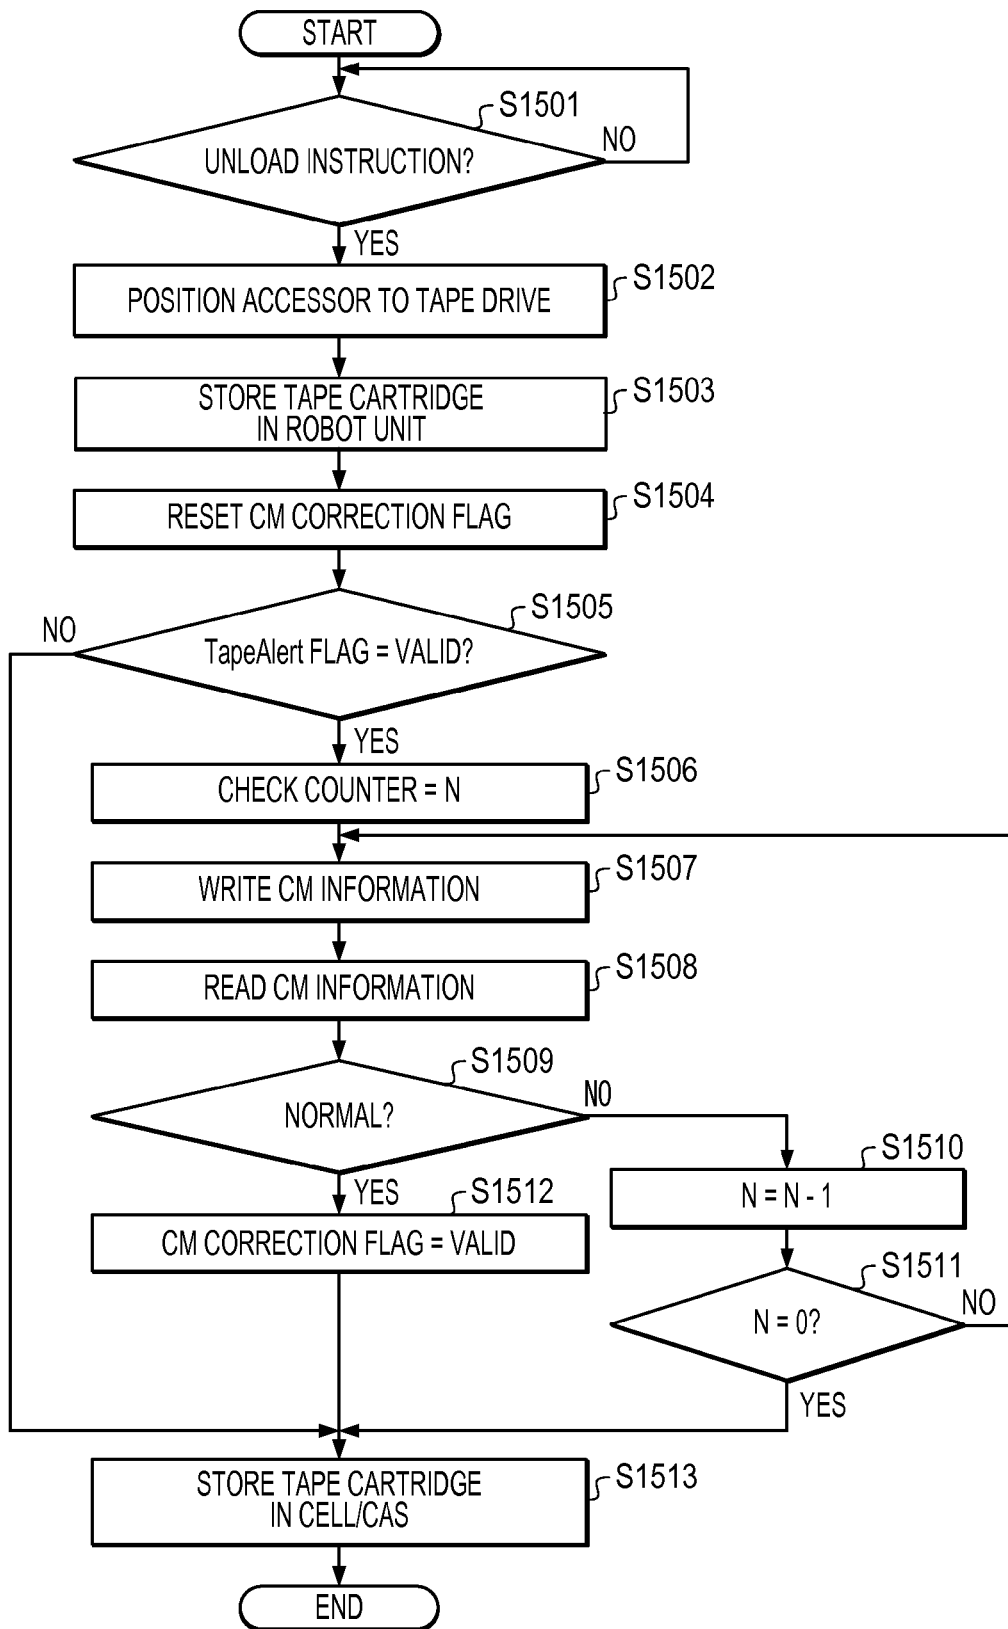 START
S1501
UNLOAD INSTRUCTION?
NO
YES
S1502
POSITION ACCESSOR TO TAPE DRIVE
S1503
STORE TAPE CARTRIDGE
IN ROBOT UNIT
S1504
RESET CM CORRECTION FLAG
S1505
NO
TapeAlert FLAG = VALID?
YES
S1506
CHECK COUNTER = N
S1507
WRITE CM INFORMATION
S1508
READ CM INFORMATION
S1509
NORMAL?
NO
S1510
N = N - 1
YES
S1512
CM CORRECTION FLAG = VALID
S1511
N = 0?
NO
YES
S1513
STORE TAPE CARTRIDGE
IN CELL/CAS
END